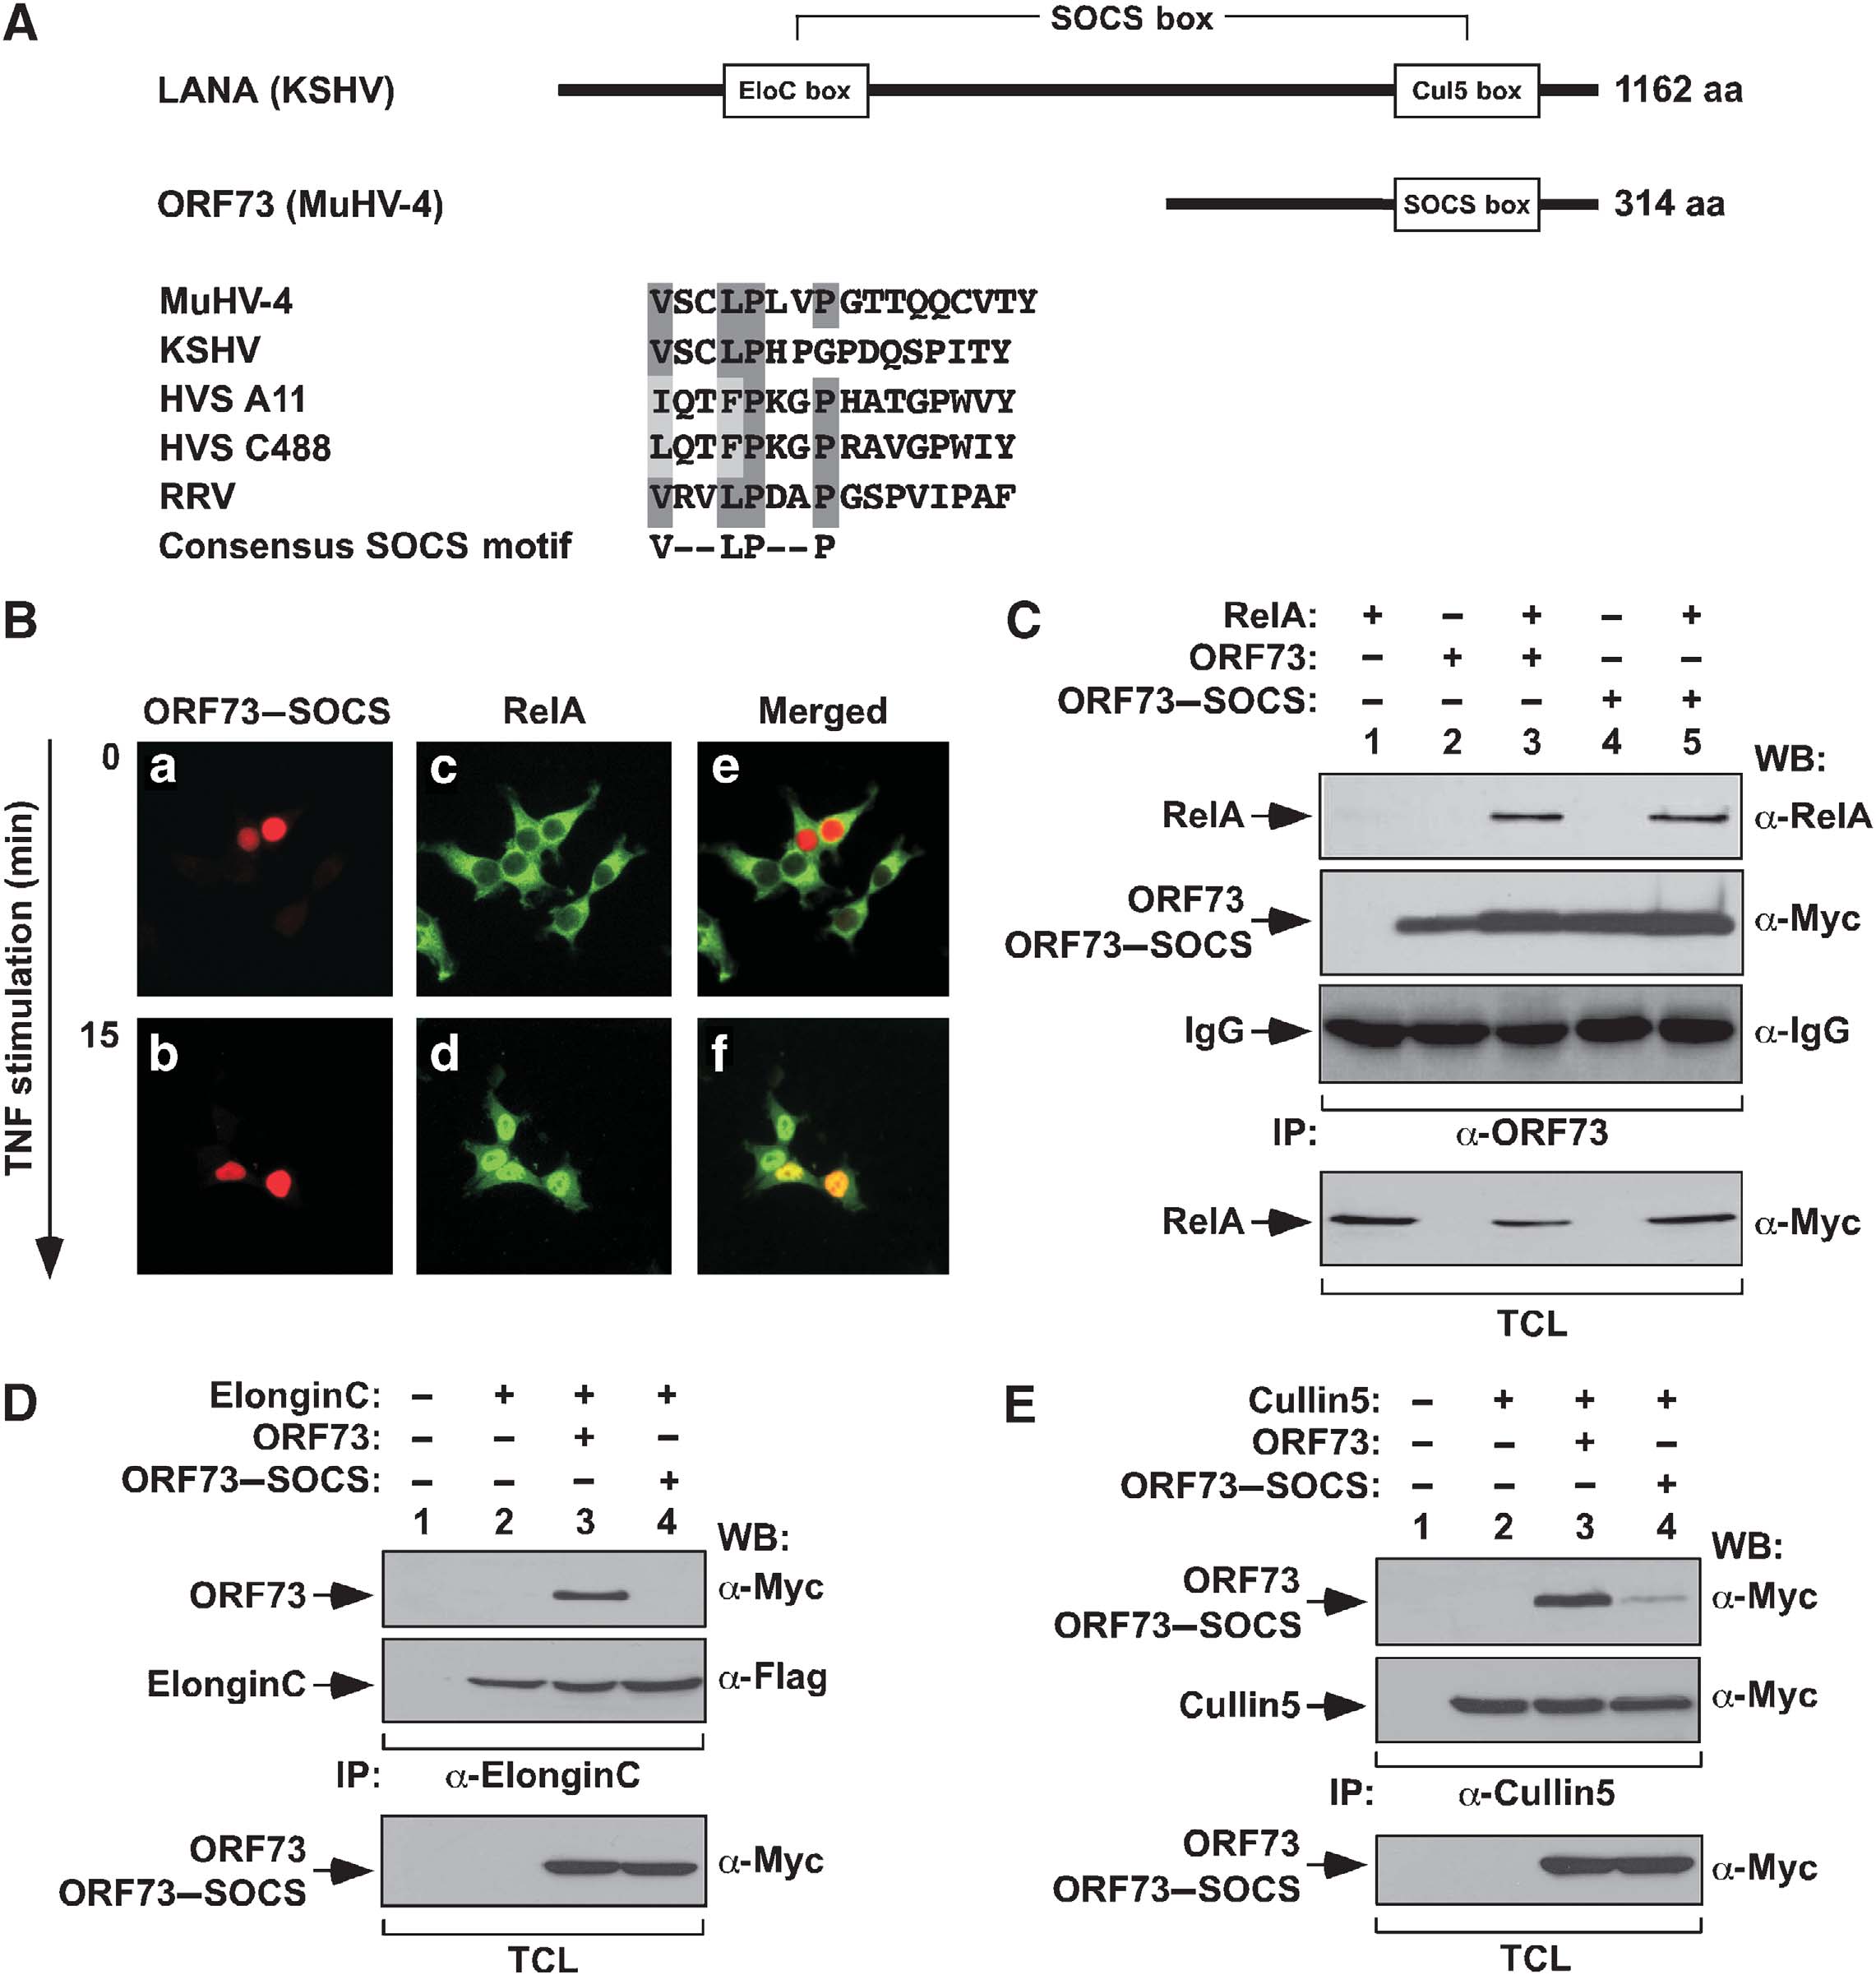 A
SOCS box
LANA (KSHV) EloC box Cul5 box 1162 aa
ORF73 (MuHV-4) SOCS box 314 aa
MuHV-4 VSCLPLVPGTTQQCVTY
KSHV VSCLPHPGPDQSPITY
HVS A11 IQTFPKGPHATGPWVY
HVS C488 LQTFPKGPRAVGPWIY
RRV VRVLPDAPGSPVIPAF
Consensus SOCS motif V--LP--P
B
ORF73–SOCS RelA Merged
TNF stimulation (min)
0
a c e
15
b d f
C
RelA: + – + – +
ORF73: – + + – –
ORF73–SOCS: – – – + +
1 2 3 4 5
WB:
RelA α-RelA
ORF73
ORF73–SOCS
α-Myc
IgG α-IgG
IP: α-ORF73
RelA α-Myc
TCL
D
ElonginC: – + + +
ORF73: – – + –
ORF73–SOCS: – – – +
1 2 3 4
WB:
ORF73 α-Myc
ElonginC α-Flag
IP: α-ElonginC
ORF73
ORF73–SOCS
α-Myc
TCL
E
Cullin5: – + + +
ORF73: – – + –
ORF73–SOCS: – – – +
1 2 3 4
WB:
ORF73
ORF73–SOCS
α-Myc
Cullin5 α-Myc
IP: α-Cullin5
ORF73
ORF73–SOCS
α-Myc
TCL